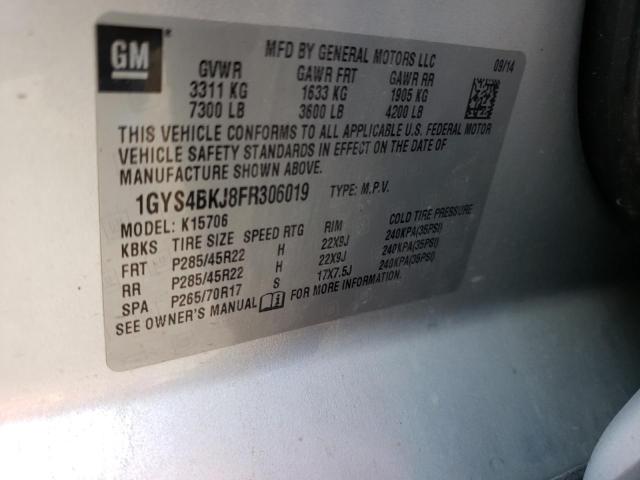 GM
MFD BY GENERAL MOTORS LLC 09/14
GVWR GAWR FRT GAWR RR
3311 KG 1633 KG 1905 KG
7300 LB 3600 LB 4200 LB
THIS VEHICLE CONFORMS TO ALL APPLICABLE U.S. FEDERAL MOTOR
VEHICLE SAFETY STANDARDS IN EFFECT ON THE DATE OF
MANUFACTURE SHOWN ABOVE.
1GYS4BKJ8FR306019 TYPE: M.P.V.
MODEL: K15706
KBKS TIRE SIZE SPEED RTG RIM COLD TIRE PRESSURE
FRT P285/45R22 H 22X9J 240KPA(35PSI)
RR P285/45R22 H 22X9J 240KPA(35PSI)
SPA P265/70R17 S 17X7.5J 240KPA(35PSI)
SEE OWNER'S MANUAL FOR MORE INFORMATION.